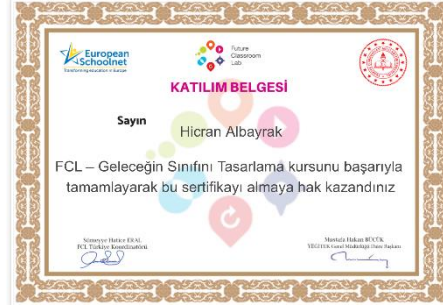 European
Schoolnet
Transforming education in Europe
Future
Classroom
Lab
KATILIM BELGESİ
Sayın
Hicran Albayrak
FCL – Geleceğin Sınıfını Tasarlama kursunu başarıyla
tamamlayarak bu sertifikayı almaya hak kazandınız
Sümeyye Hatice ERAL
FCL Türkiye Koordinatörü
Mustafa Hakan BÜCÜK
YEĞİTEK Genel Müdürlüğü Daire Başkanı